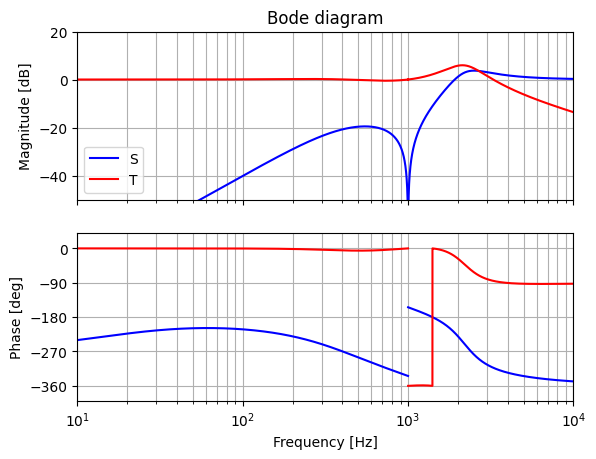 Bode diagram
Magnitude [dB]
20
0
−20
−40
S
T
Phase [deg]
0
−90
−180
−270
−360
10¹ 10² 10³ 10⁴
Frequency [Hz]